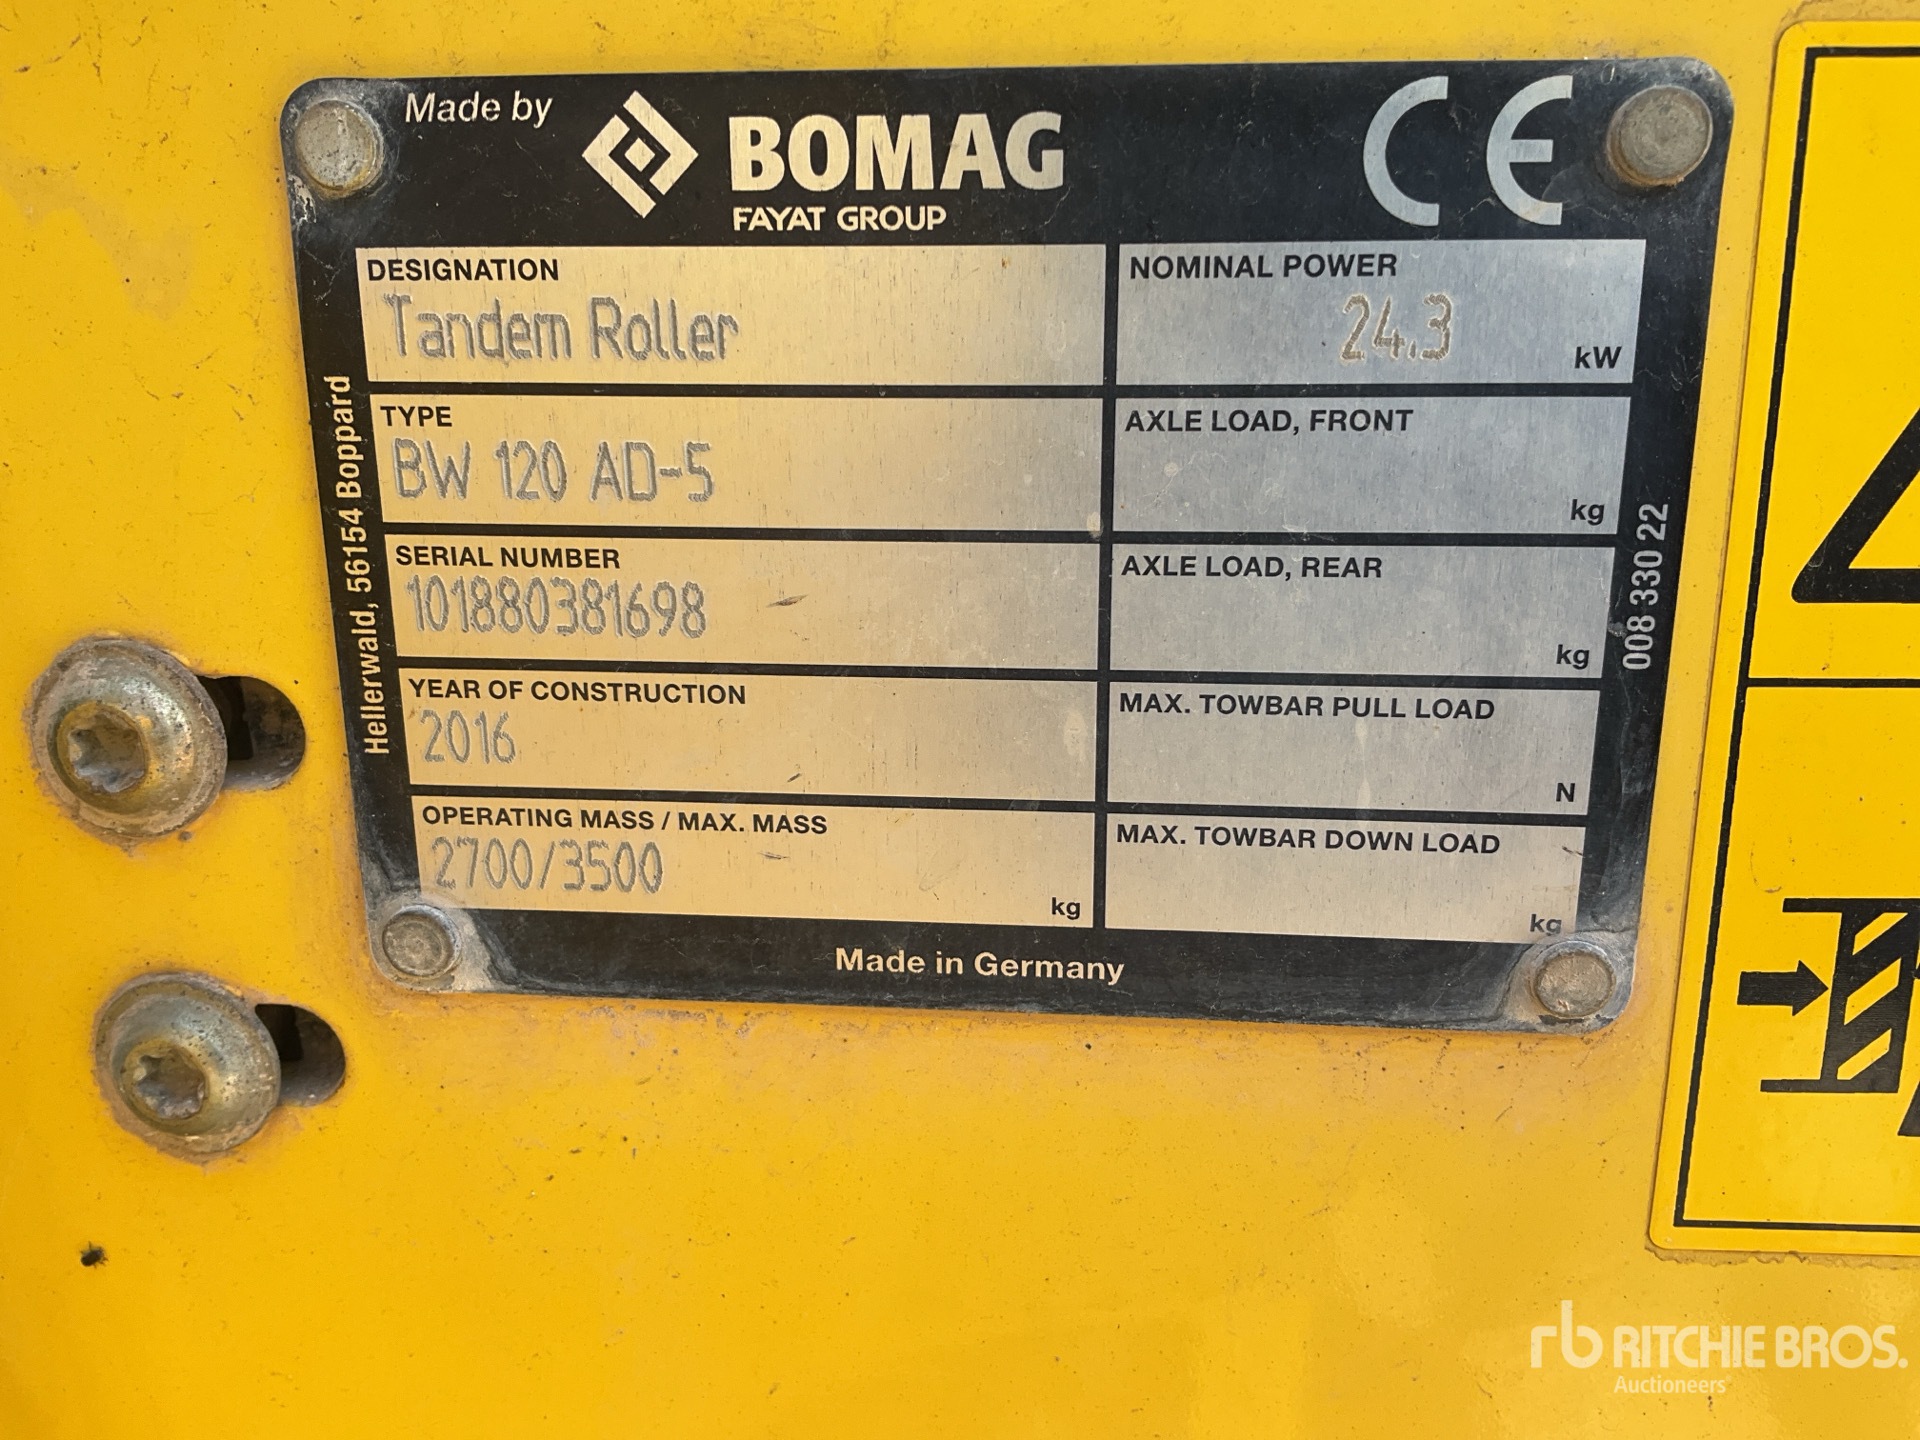 Made by
BOMAG
FAYAT GROUP
CE
DESIGNATION
Tandem Roller
NOMINAL POWER
24.3
kW
TYPE
BW 120 AD-5
AXLE LOAD, FRONT
kg
SERIAL NUMBER
101880381698
AXLE LOAD, REAR
kg
YEAR OF CONSTRUCTION
2016
MAX. TOWBAR PULL LOAD
N
OPERATING MASS / MAX. MASS
2700/3500
kg
MAX. TOWBAR DOWN LOAD
kg
Made in Germany
Hellerwald, 56154 Boppard
008 330 22
rb RITCHIE BROS.
Auctioneers